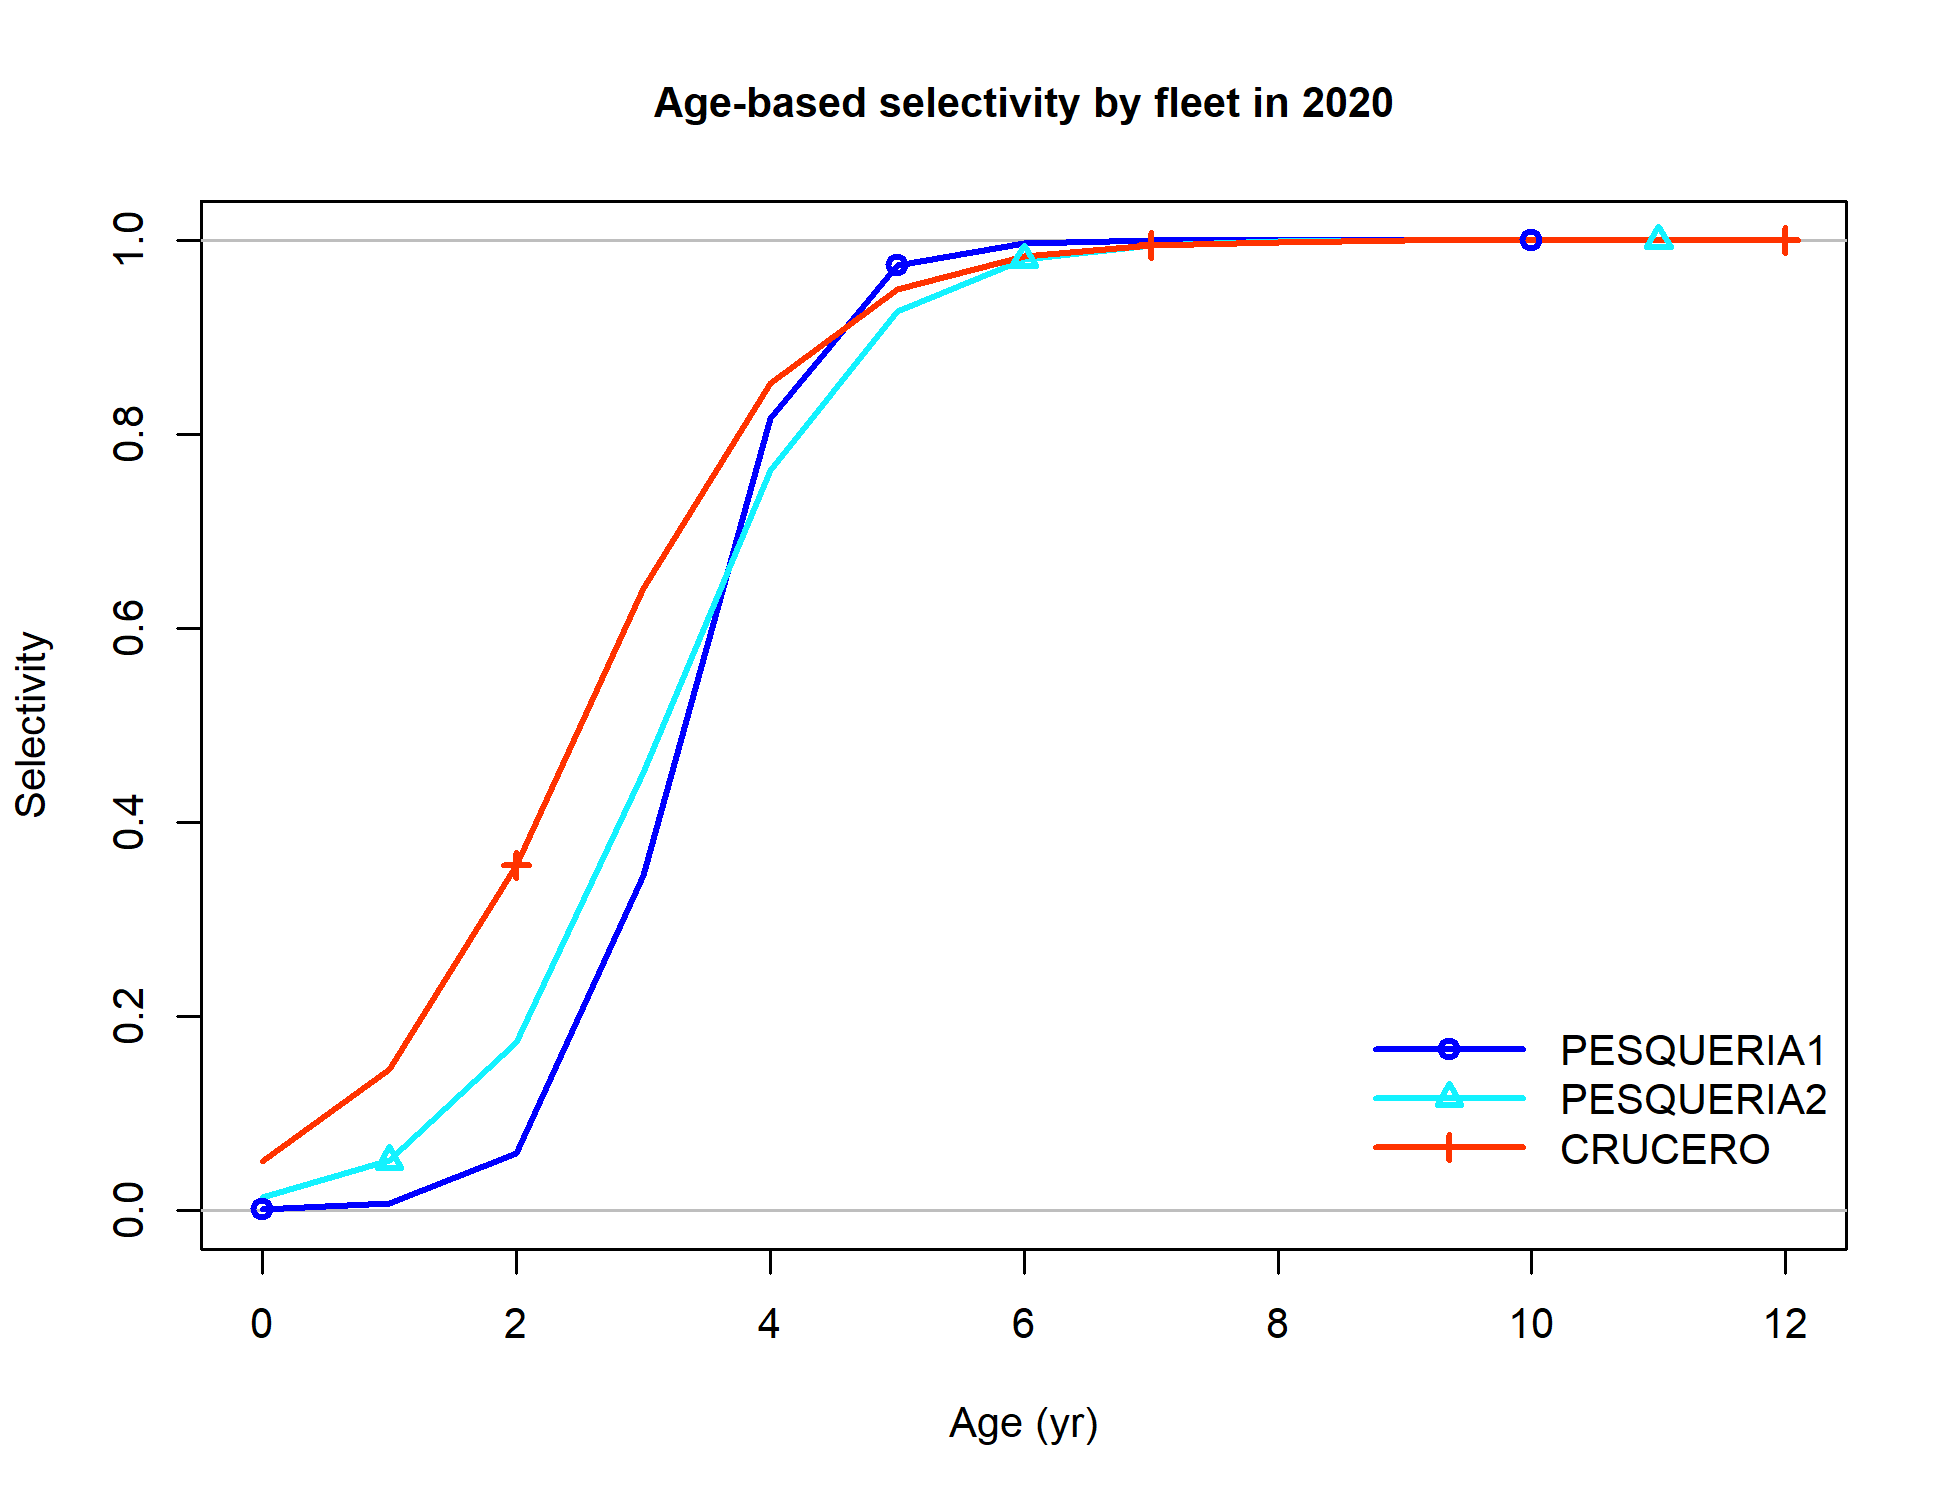 Age-based selectivity by fleet in 2020
Selectivity
1.0
0.8
0.6
0.4
0.2
0.0
0 2 4 6 8 10 12
Age (yr)
PESQUERIA1
PESQUERIA2
CRUCERO